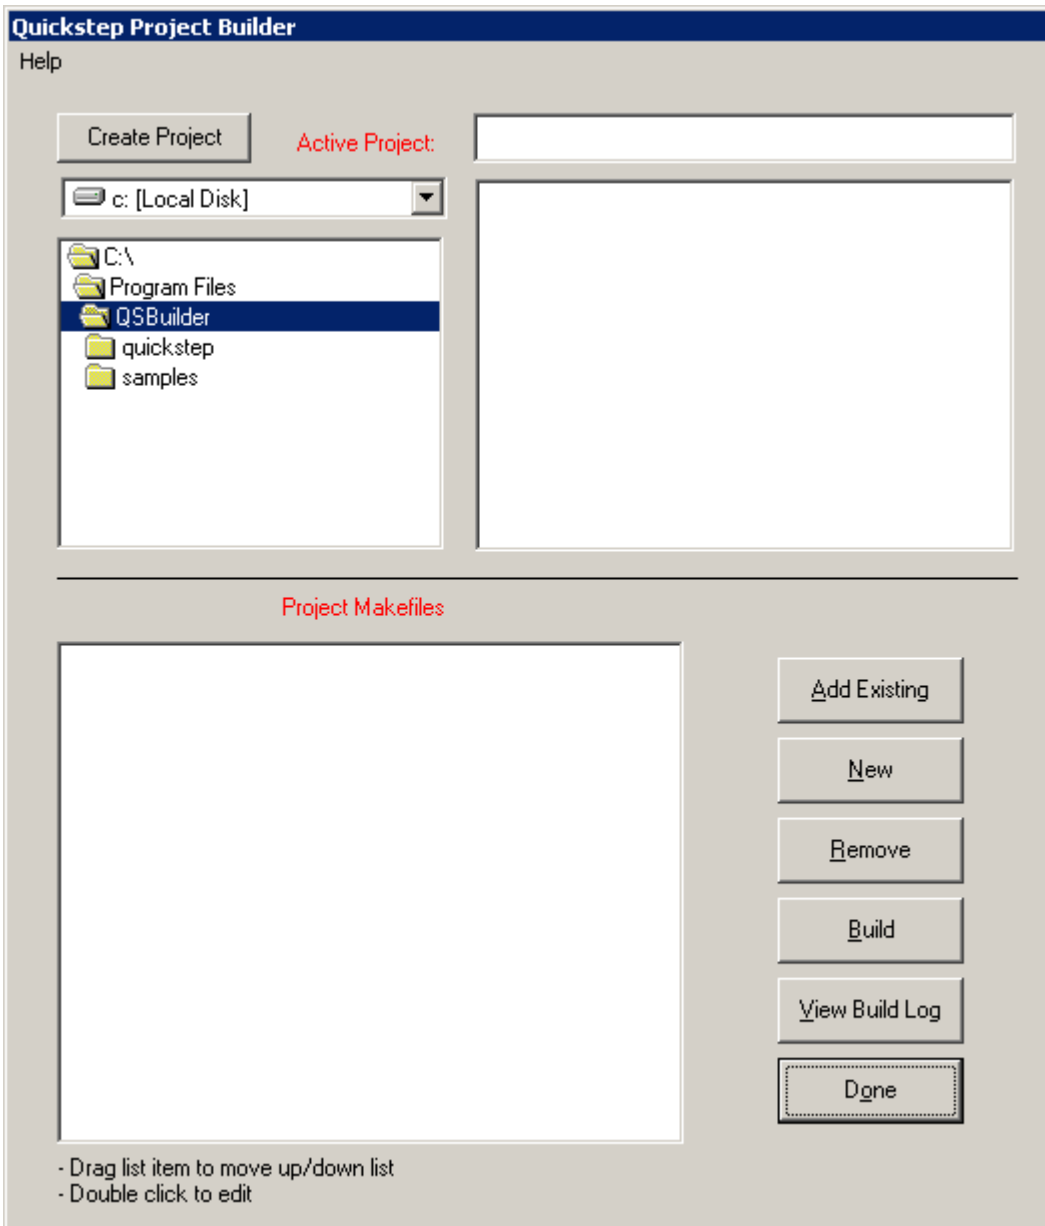 Quickstep Project Builder
Help
Create Project
Active Project:
c: [Local Disk]
C:\
Program Files
QSBuilder
quickstep
samples
Project Makefiles
Add Existing
New
Remove
Build
View Build Log
Done
- Drag list item to move up/down list
- Double click to edit